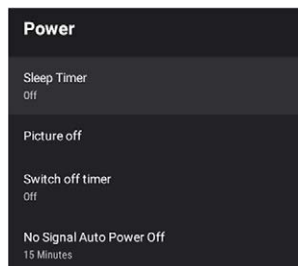 Power
Sleep Timer
Off
Picture off
Switch off timer
Off
No Signal Auto Power Off
15 Minutes